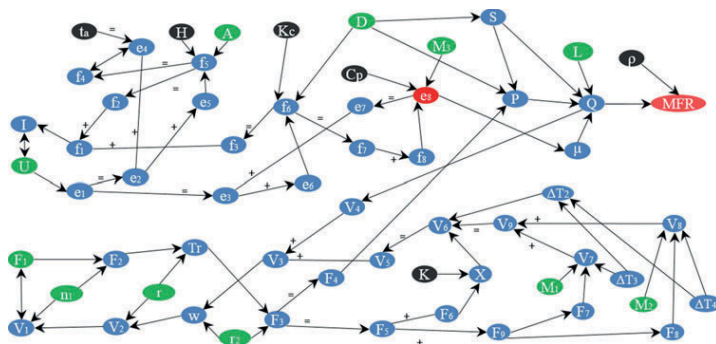 ta
H
A
Kc
D
S
e4
=
f5
M3
L
ρ
f4
=
Cp
=
f2
=
e5
e7
=
e8
P
Q
MFR
I
+
+
+
f6
=
f1
+
f3
=
f7
+
f8
μ
U
e1
=
e2
=
e3
+
+
e6
V4
ΔT2
+
V6
=
V9
+
V8
F1
F2
Tr
V3
=
V5
=
+
V7
n1
r
=
F4
K
X
M1
ΔT3
M2
ΔT4
V1
V2
w
F3
F6
F7
r2
=
F5
+
+
F9
F8